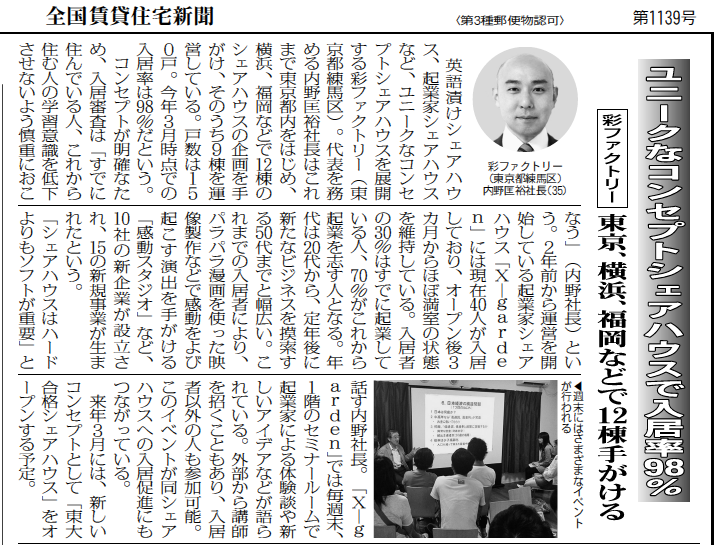 全国賃貸住宅新聞
〈第3種郵便物認可〉
第1139号
ユニークなコンセプトシェアハウスで入居率98%
彩ファクトリー
東京、横浜、福岡などで12棟手がける
彩ファクトリー
(東京都練馬区)
内野匡裕社長(35)
英語漬けシェアハウ
ス、起業家シェアハウス
など、ユニークなコンセ
プトシェアハウスを展開
する彩ファクトリー(東
京都練馬区)。代表を務
める内野匡裕社長はこれ
まで東京都内をはじめ、
横浜、福岡などで12棟の
シェアハウスの企画を手
がけ、そのうち9棟を運
営している。戸数は15
0戸。今年3月時点での
入居率は98%だという。
コンセプトが明確なた
め、入居審査は「すでに
住んでいる人、これから
住む人の学習意識を低下
させないよう慎重におこ
なう」(内野社長)とい
う。2年前から運営を開
始している起業家シェア
ハウス「X―garde
n」には現在40人が入居
しており、オープン後3
カ月からほぼ満室の状態
を維持している。入居者
の30%はすでに起業して
いる人、70%がこれから
起業を志す人となる。年
代は20代から、定年後に
新たなビジネスを模索す
る50代までと幅広い。こ
れまでの入居者により、
パラパラ漫画を使った映
像製作などで感動をよび
起こす演出を手がける
「感動スタジオ」など、
10社の新企業が設立さ
れ、15の新規事業が生ま
れたという。
「シェアハウスはハード
よりもソフトが重要」と
話す内野社長。「X―g
arden」では毎週末、
1階のセミナールームで
起業家による体験談や新
しいアイデアなどが語ら
れている。外部から講師
を招くこともあり、入居
者以外の人も参加可能。
このイベントが同シェア
ハウスへの入居促進にも
つながっている。
来年3月には、新しい
コンセプトとして「東大
合格シェアハウス」をオ
ープンする予定。
◀週末にはさまざまなイベント
が行われる